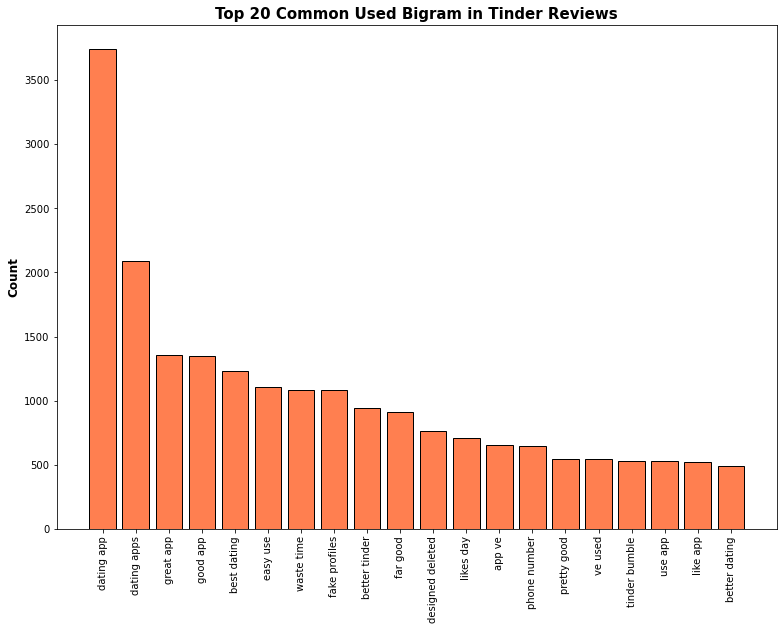 Top 20 Common Used Bigram in Tinder Reviews
Count
3500
3000
2500
2000
1500
1000
500
0
dating app
dating apps
great app
good app
best dating
easy use
waste time
fake profiles
better tinder
far good
designed deleted
likes day
app ve
phone number
pretty good
ve used
tinder bumble
use app
like app
better dating